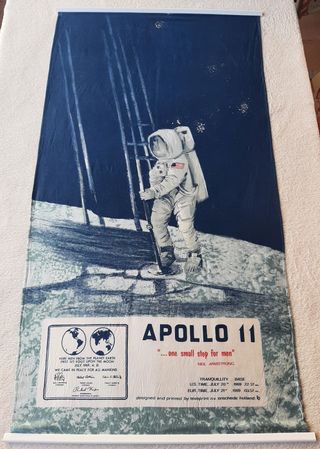 HERE MEN FROM THE PLANET EARTH
FIRST SET FOOT UPON THE MOON
JULY 1969, A. D.
WE CAME IN PEACE FOR ALL MANKIND
APOLLO 11
"...one small step for men"
NEIL ARMSTRONG
TRANQUILLITY BASE
U.S. TIME, JULY 20th 1969
EUR. TIME, JULY 21st 1969
designed and printed by texoprint n.v. enschede holland